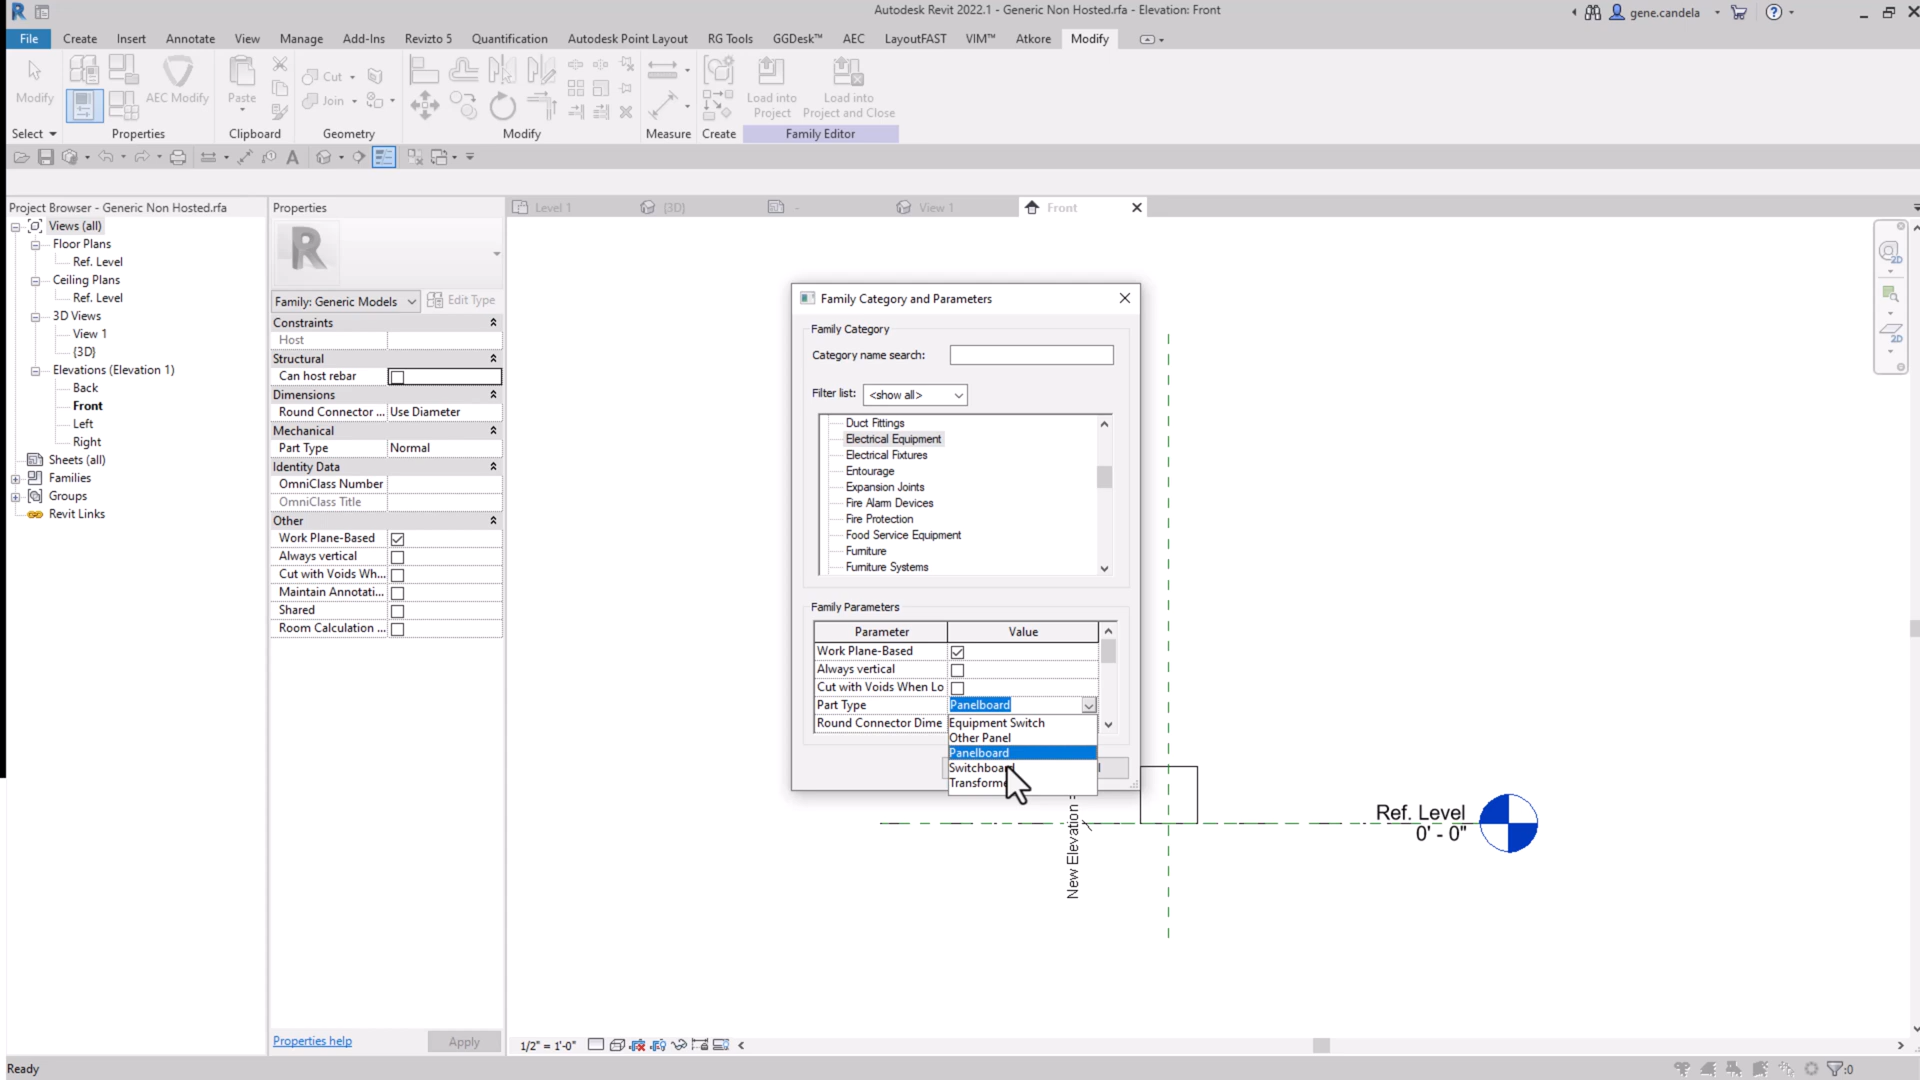 Autodesk Revit 2022.1 - Generic Non Hosted.rfa - Elevation: Front
gene.candela
File Create Insert Annotate View Manage Add-Ins Revizto 5 Quantification Autodesk Point Layout RG Tools GGDesk™ AEC LayoutFAST VIM™ Atkore Modify
Cut
Join
Modify
AEC Modify
Paste
Load into Project
Load into Project and Close
Select Properties Clipboard Geometry Modify Measure Create Family Editor
Project Browser - Generic Non Hosted.rfa
Views (all)
Floor Plans
Ref. Level
Ceiling Plans
Ref. Level
3D Views
View 1
{3D}
Elevations (Elevation 1)
Back
Front
Left
Right
Sheets (all)
Families
Groups
Revit Links
Properties
Family: Generic Models Edit Type
Constraints
Host
Structural
Can host rebar
Dimensions
Round Connector ... Use Diameter
Mechanical
Part Type Normal
Identity Data
OmniClass Number
OmniClass Title
Other
Work Plane-Based
Always vertical
Cut with Voids Wh...
Maintain Annotati...
Shared
Room Calculation ...
Properties help Apply
Level 1 {3D} - View 1 Front
Family Category and Parameters
Family Category
Category name search:
Filter list: <show all>
Duct Fittings
Electrical Equipment
Electrical Fixtures
Entourage
Expansion Joints
Fire Alarm Devices
Fire Protection
Food Service Equipment
Furniture
Furniture Systems
Family Parameters
Parameter Value
Work Plane-Based
Always vertical
Cut with Voids When Lo
Part Type Panelboard
Round Connector Dime
Equipment Switch
Other Panel
Panelboard
Switchboard
Transforme
New Elevation -
Ref. Level
0' - 0"
2D
2D
1/2" = 1'-0"
Ready
:0